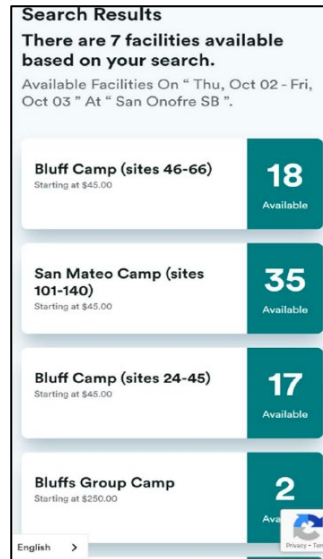 Search Results
There are 7 facilities available
based on your search.
Available Facilities On “ Thu, Oct 02 - Fri,
Oct 03 ” At “ San Onofre SB ”.
Bluff Camp (sites 46-66)
Starting at $45.00
18
Available
San Mateo Camp (sites
101-140)
Starting at $45.00
35
Available
Bluff Camp (sites 24-45)
Starting at $45.00
17
Available
Bluffs Group Camp
Starting at $250.00
2
Ava
English >
Privacy - Ter